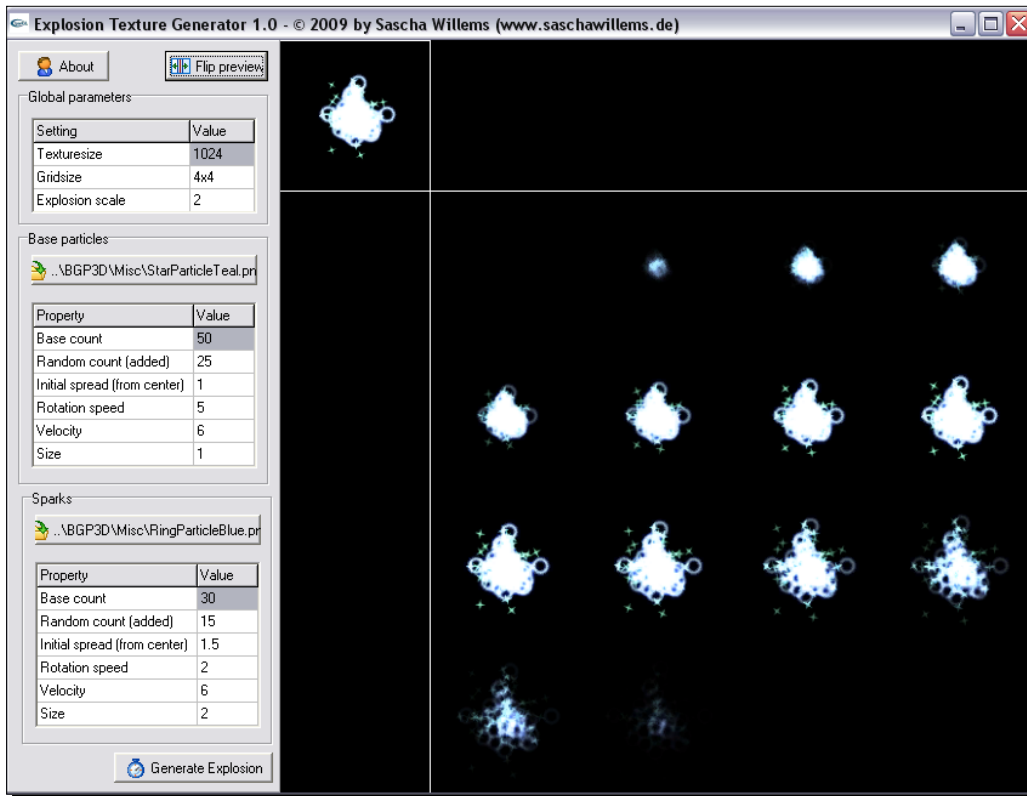 Explosion Texture Generator 1.0 - © 2009 by Sascha Willems (www.saschawillems.de)
About
Flip preview
Global parameters
Setting Value
Texturesize 1024
Gridsize 4x4
Explosion scale 2
Base particles
..\BGP3D\Misc\StarParticleTeal.pn
Property Value
Base count 50
Random count (added) 25
Initial spread (from center) 1
Rotation speed 5
Velocity 6
Size 1
Sparks
..\BGP3D\Misc\RingParticleBlue.pr
Property Value
Base count 30
Random count (added) 15
Initial spread (from center) 1.5
Rotation speed 2
Velocity 6
Size 2
Generate Explosion